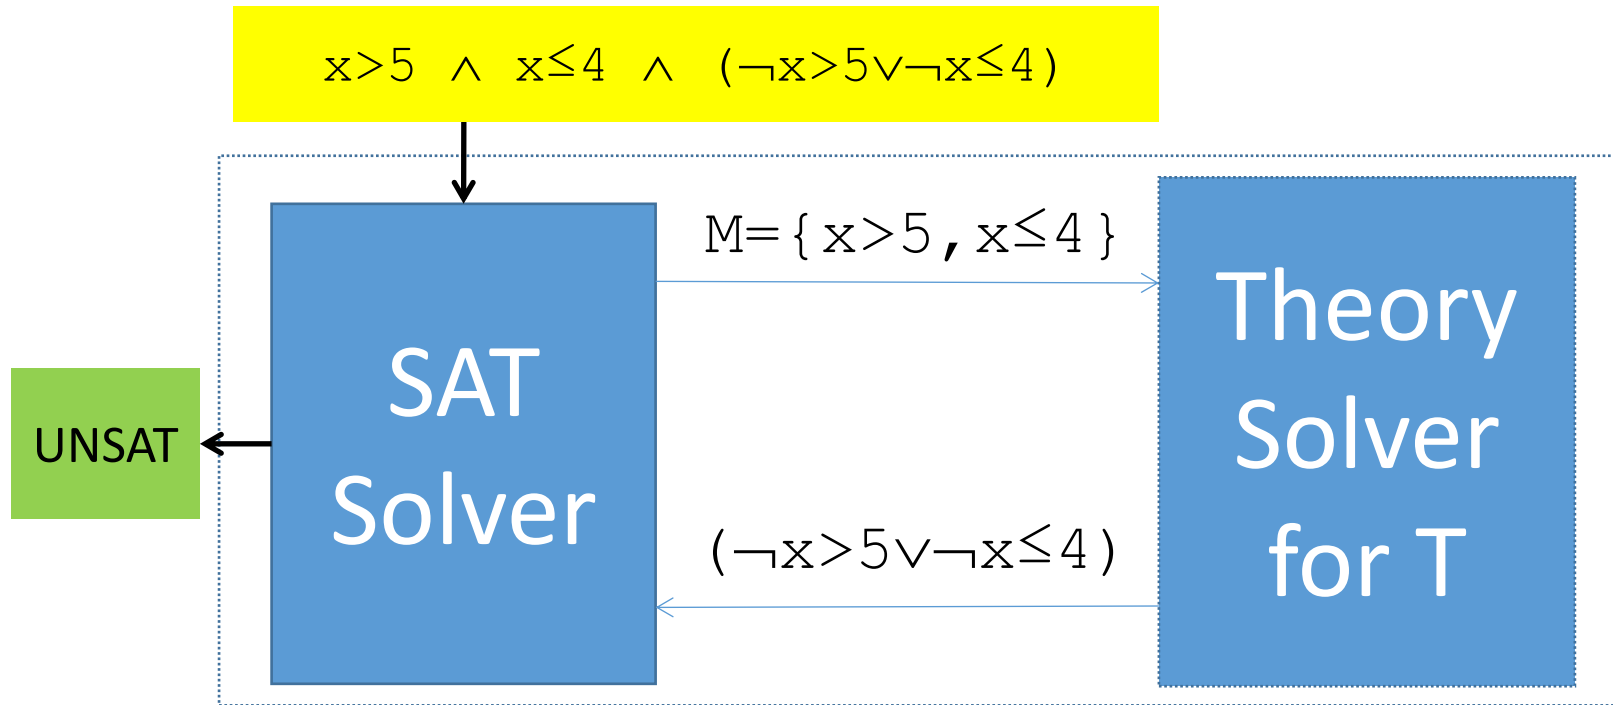 x>5 ∧ x≤4 ∧ (¬x>5∨¬x≤4)
M={x>5,x≤4}
SAT
Solver
Theory
Solver
for T
UNSAT
(¬x>5∨¬x≤4)